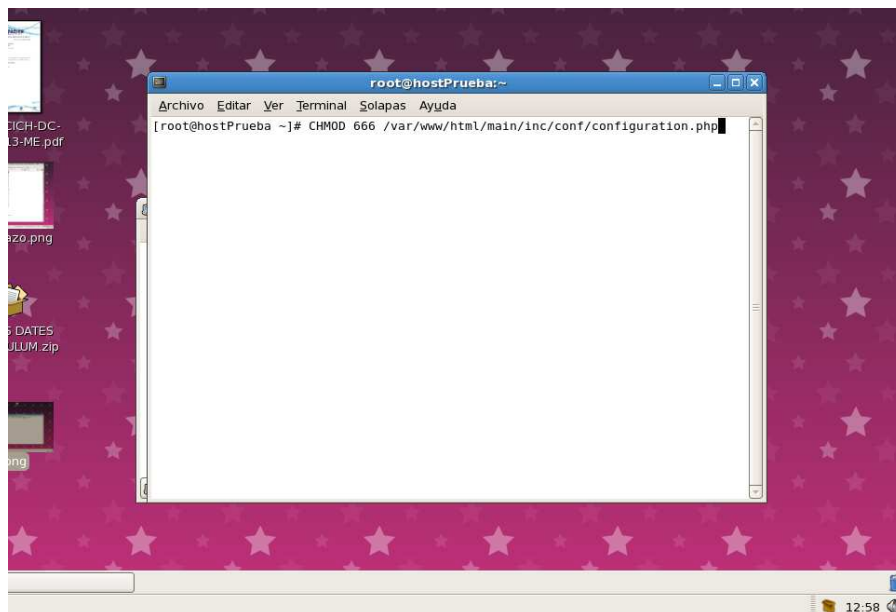 CICH-DC-
13-ME.pdf
azo.png
DATES
ULUM.zip
png
root@hostPrueba:~
Archivo Editar Ver Terminal Solapas Ayuda
[root@hostPrueba ~]# CHMOD 666 /var/www/html/main/inc/conf/configuration.php
12:58